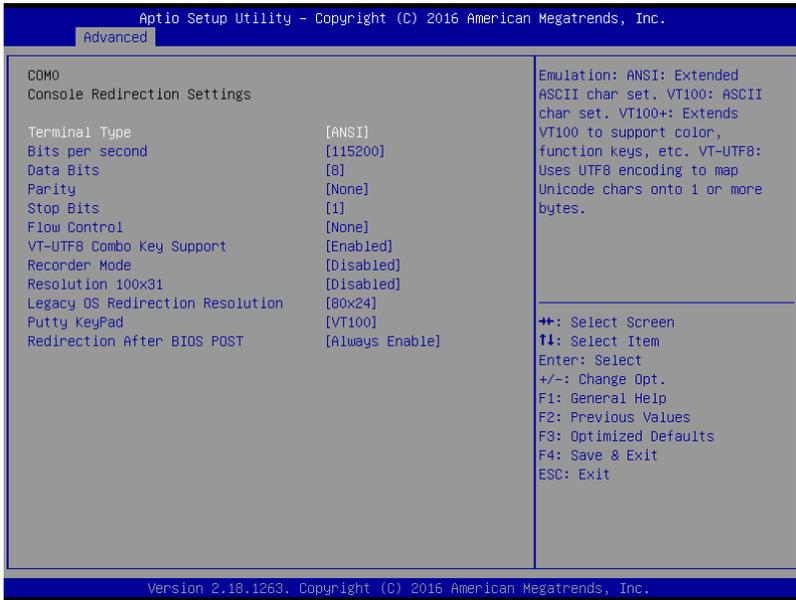 Aptio Setup Utility – Copyright (C) 2016 American Megatrends, Inc.
Advanced
COM0
Console Redirection Settings
Terminal Type [ANSI]
Bits per second [115200]
Data Bits [8]
Parity [None]
Stop Bits [1]
Flow Control [None]
VT-UTF8 Combo Key Support [Enabled]
Recorder Mode [Disabled]
Resolution 100x31 [Disabled]
Legacy OS Redirection Resolution [80x24]
Putty KeyPad [VT100]
Redirection After BIOS POST [Always Enable]
Emulation: ANSI: Extended
ASCII char set. VT100: ASCII
char set. VT100+: Extends
VT100 to support color,
function keys, etc. VT-UTF8:
Uses UTF8 encoding to map
Unicode chars onto 1 or more
bytes.
→←: Select Screen
↑↓: Select Item
Enter: Select
+/-: Change Opt.
F1: General Help
F2: Previous Values
F3: Optimized Defaults
F4: Save & Exit
ESC: Exit
Version 2.18.1263. Copyright (C) 2016 American Megatrends, Inc.